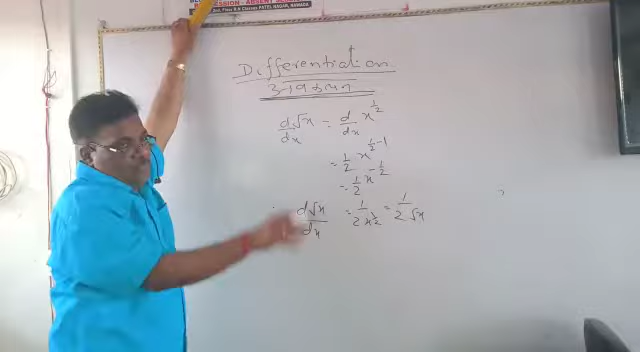 Differentiation
अवकलन
d√x/dx = d/dx x^1/2
= 1/2 x^1/2-1
= 1/2 x^-1/2
d√x/dx = 1/2x^1/2 = 1/2√x